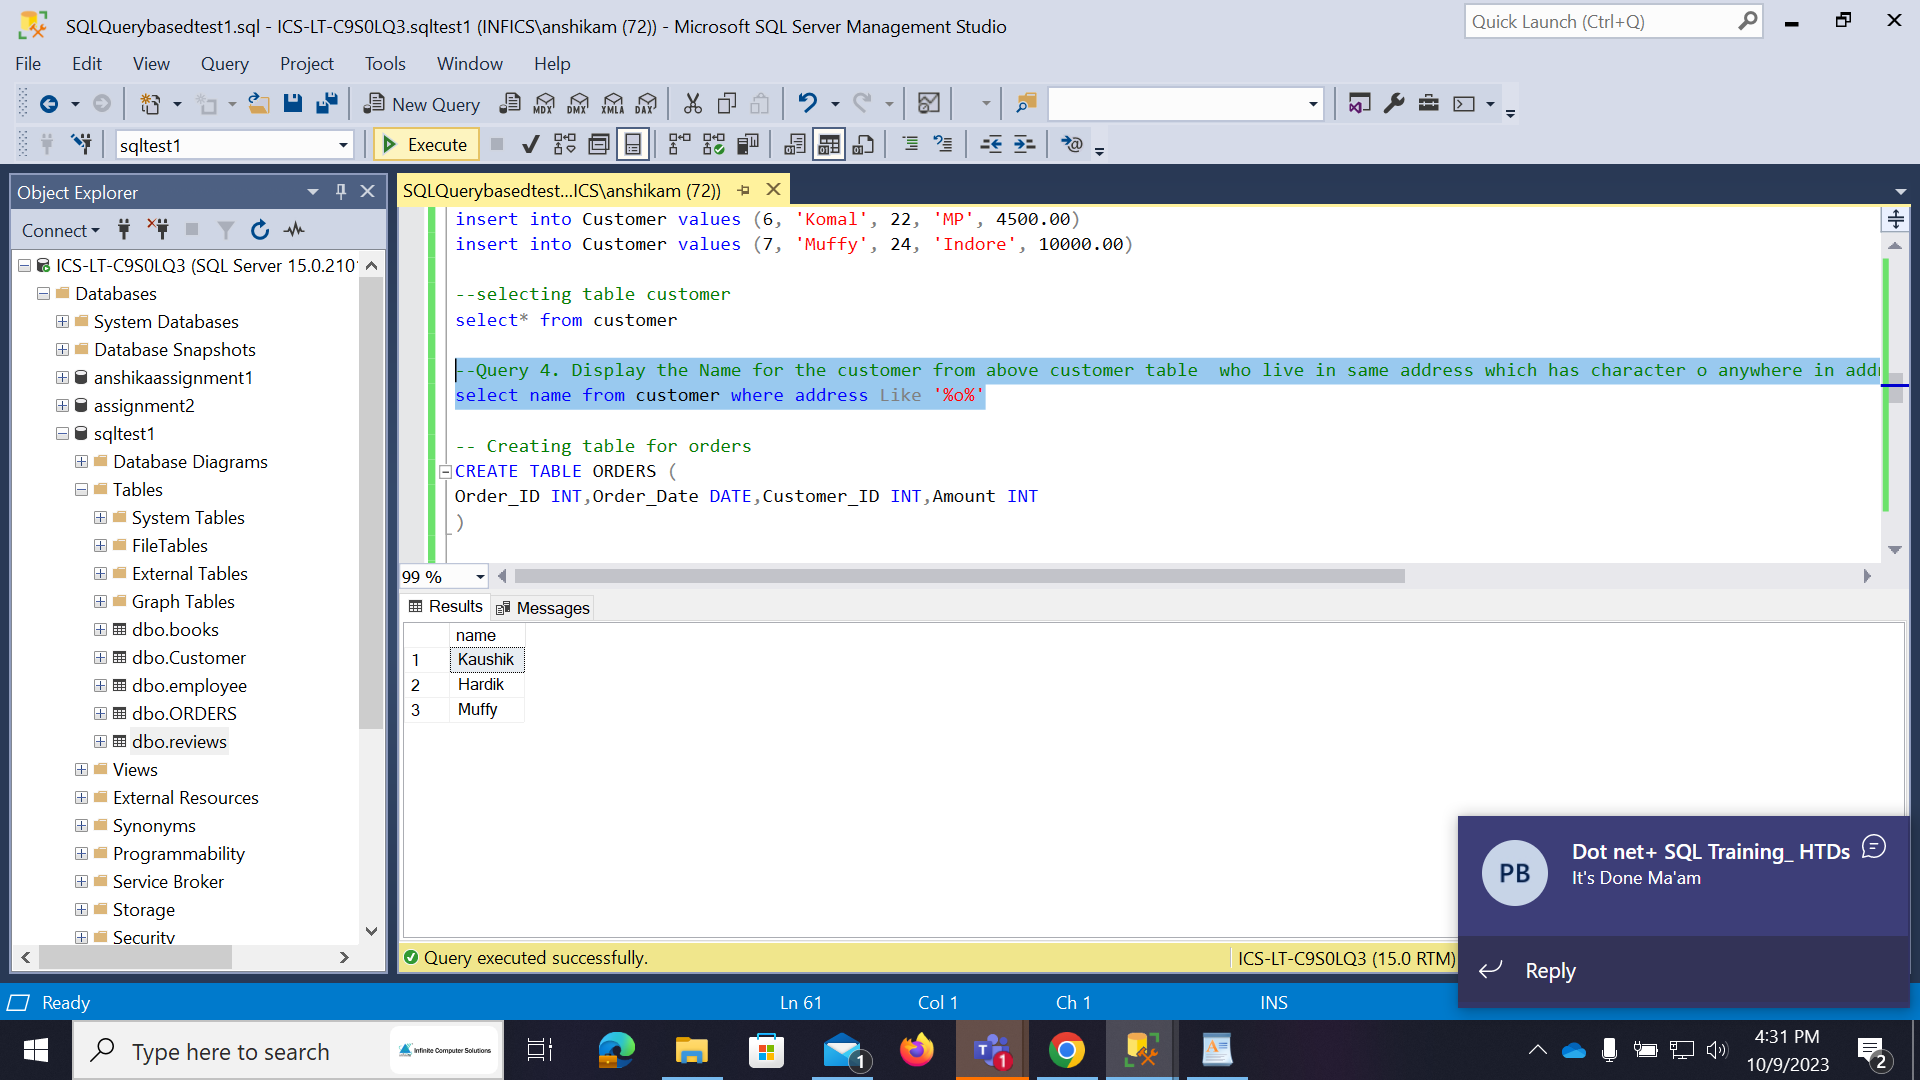 SQLQuerybasedtest1.sql - ICS-LT-C9S0LQ3.sqltest1 (INFICS\anshikam (72)) - Microsoft SQL Server Management Studio
Quick Launch (Ctrl+Q)
File Edit View Query Project Tools Window Help
New Query MDX DMX XMLA DAX
sqltest1
Execute
Object Explorer
Connect
ICS-LT-C9S0LQ3 (SQL Server 15.0.210
Databases
System Databases
Database Snapshots
anshikaassignment1
assignment2
sqltest1
Database Diagrams
Tables
System Tables
FileTables
External Tables
Graph Tables
dbo.books
dbo.Customer
dbo.employee
dbo.ORDERS
dbo.reviews
Views
External Resources
Synonyms
Programmability
Service Broker
Storage
Security
SQLQuerybasedtest...ICS\anshikam (72))
insert into Customer values (6, 'Komal', 22, 'MP', 4500.00)
insert into Customer values (7, 'Muffy', 24, 'Indore', 10000.00)
--selecting table customer
select* from customer
--Query 4. Display the Name for the customer from above customer table  who live in same address which has character o anywhere in add
select name from customer where address Like '%o%'
-- Creating table for orders
CREATE TABLE ORDERS (
Order_ID INT,Order_Date DATE,Customer_ID INT,Amount INT
)
99 %
Results Messages
name
1 Kaushik
2 Hardik
3 Muffy
Query executed successfully.
ICS-LT-C9S0LQ3 (15.0 RTM)
PB
Dot net+ SQL Training_ HTDs
It's Done Ma'am
Reply
Ready
Ln 61
Col 1
Ch 1
INS
Type here to search
Infinite Computer Solutions
1
1
4:31 PM
10/9/2023
2